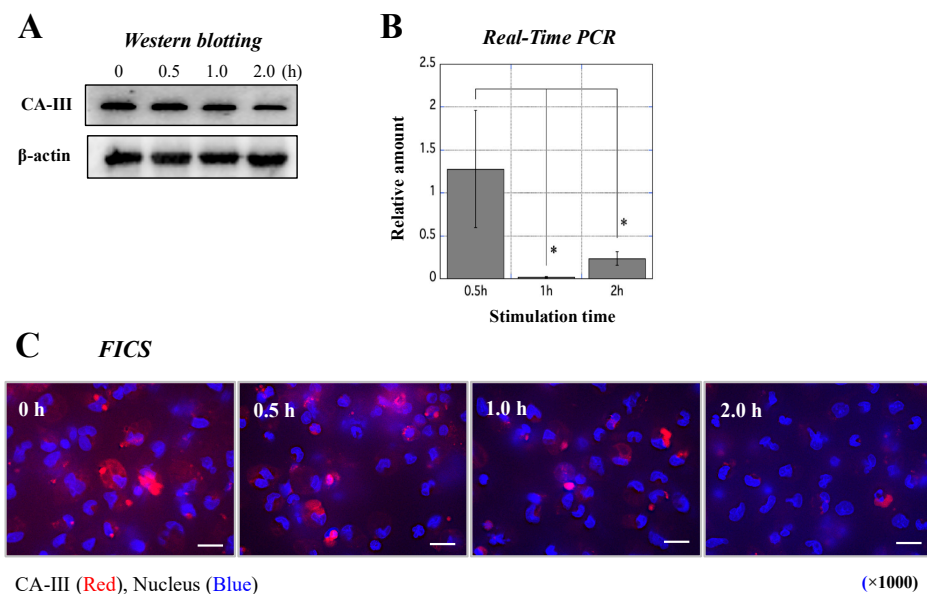 A
Western blotting
0 0.5 1.0 2.0 (h)
CA-III
β-actin
B
Real-Time PCR
2.5
2
1.5
1
0.5
0
Relative amount
*
*
0.5h 1h 2h
Stimulation time
C FICS
0 h 0.5 h 1.0 h 2.0 h
CA-III (Red), Nucleus (Blue) (×1000)